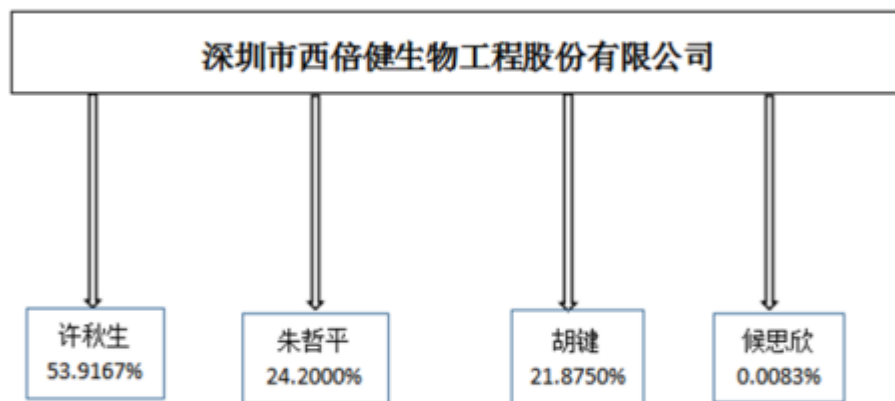 深圳市西倍健生物工程股份有限公司
许秋生
53.9167%
朱哲平
24.2000%
胡键
21.8750%
候思欣
0.0083%